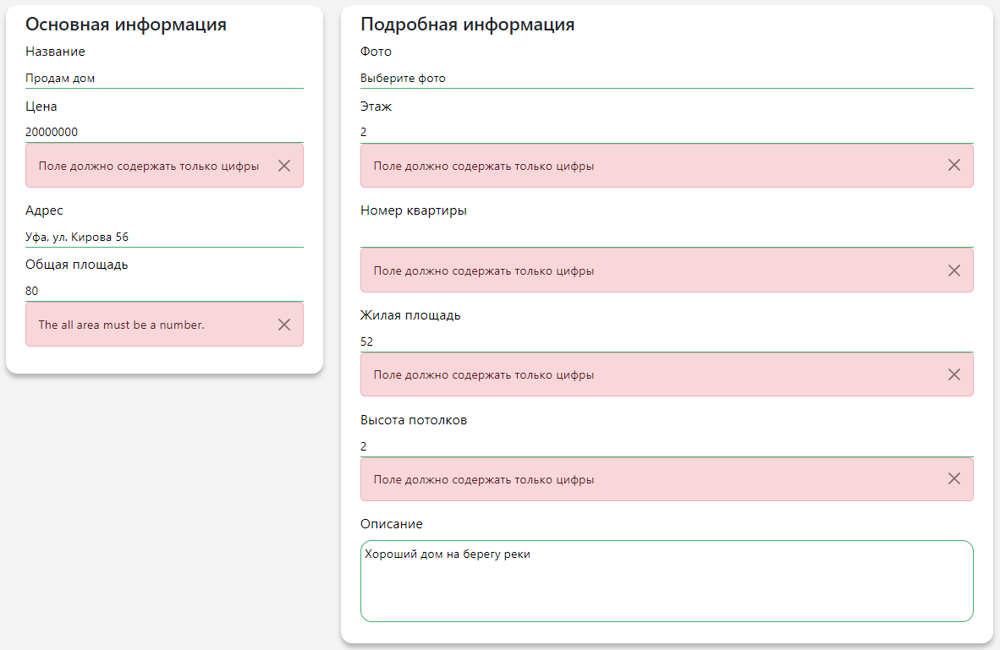 Основная информация
Название
Продам дом
Цена
20000000
Поле должно содержать только цифры
Адрес
Уфа, ул. Кирова 56
Общая площадь
80
The all area must be a number.
Подробная информация
Фото
Выберите фото
Этаж
2
Поле должно содержать только цифры
Номер квартиры
Поле должно содержать только цифры
Жилая площадь
52
Поле должно содержать только цифры
Высота потолков
2
Поле должно содержать только цифры
Описание
Хороший дом на берегу реки